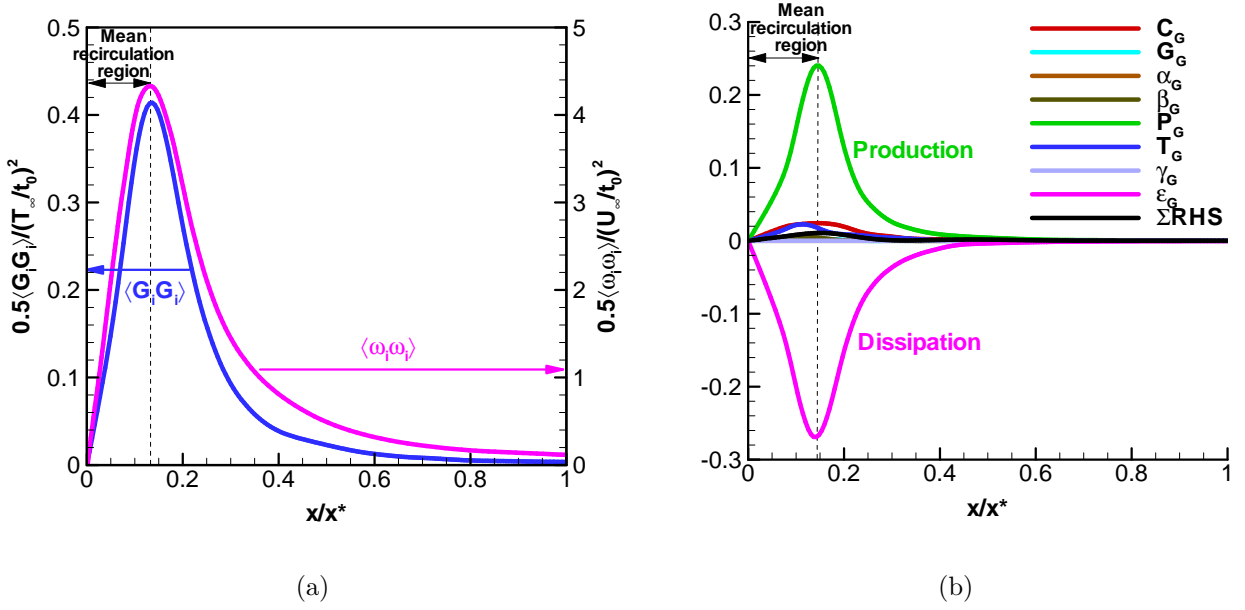 Mean
recirculation
region
0.5⟨GᵢGᵢ⟩/(T∞/t₀)²
0.5
0.4
0.3
0.2
0.1
0
⟨GᵢGᵢ⟩
⟨ωᵢωᵢ⟩
5
4
3
2
1
0
0.5⟨ωᵢωᵢ⟩/(U∞/t₀)²
0 0.2 0.4 0.6 0.8 1
x/x*
(a)
Mean
recirculation
region
0.3
0.2
0.1
0
-0.1
-0.2
-0.3
Production
Dissipation
C_G
G_G
α_G
β_G
P_G
T_G
γ_G
ε_G
ΣRHS
0 0.2 0.4 0.6 0.8 1
x/x*
(b)